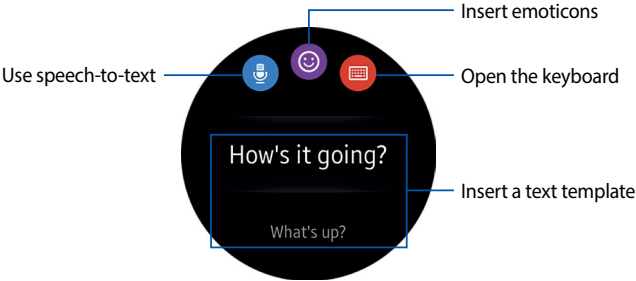 Insert emoticons
Use speech-to-text
Open the keyboard
How's it going?
Insert a text template
What's up?